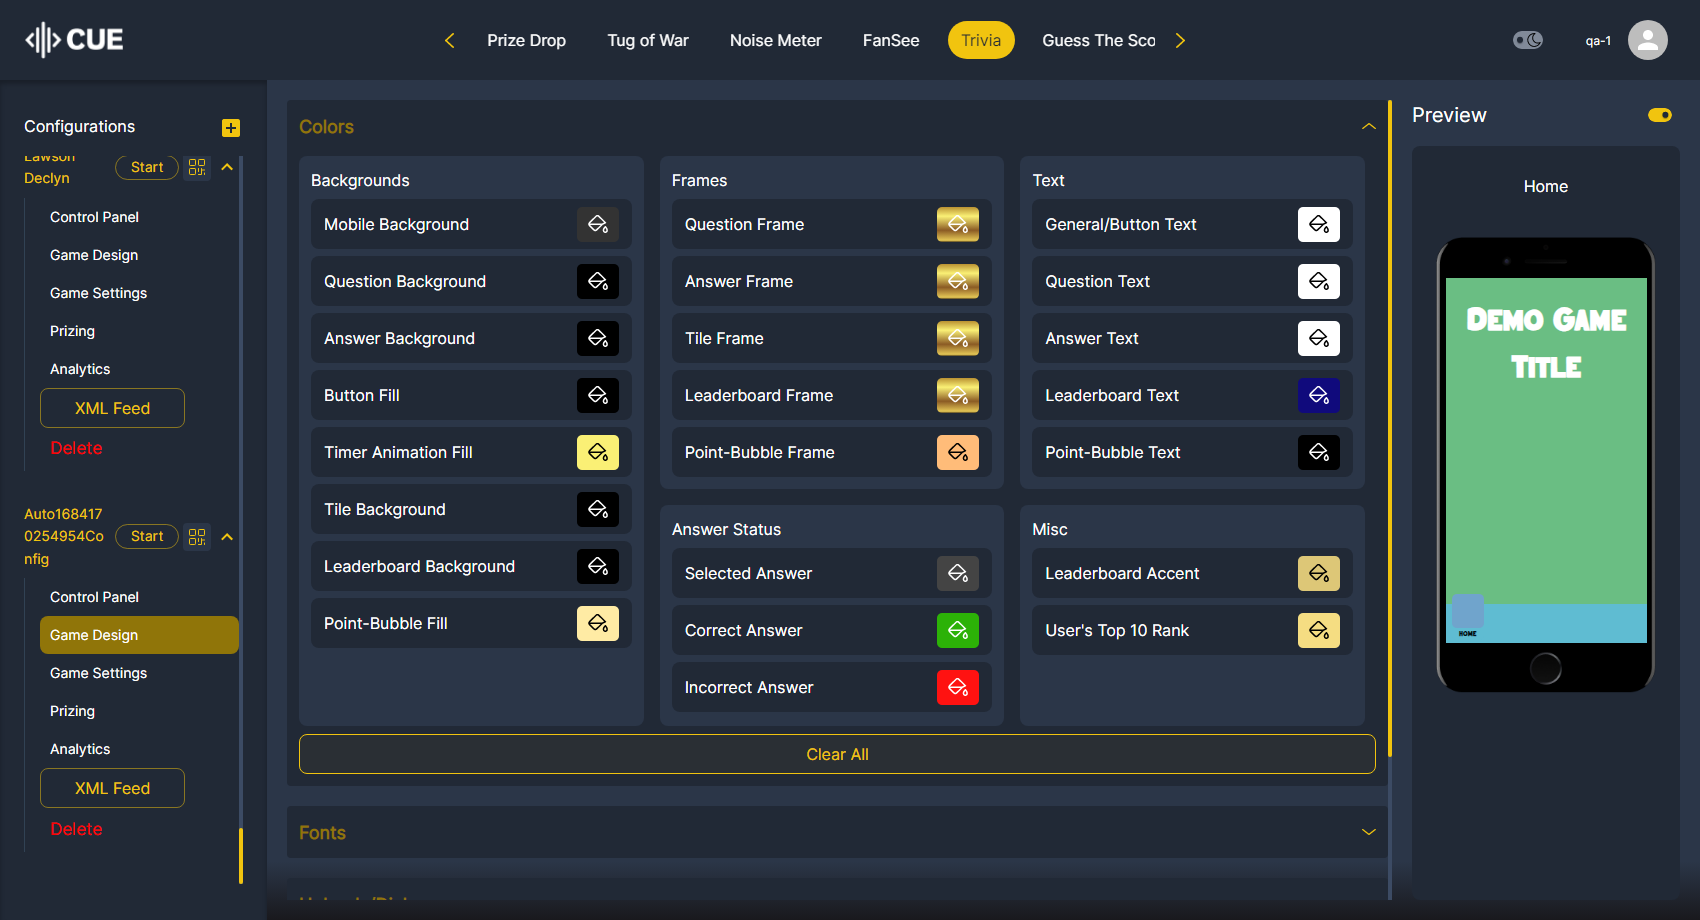 CUE
Prize Drop
Tug of War
Noise Meter
FanSee
Trivia
Guess The Sco
qa-1
Configurations
Lawson
Declyn
Start
Control Panel
Game Design
Game Settings
Prizing
Analytics
XML Feed
Delete
Auto168417
0254954Co
nfig
Start
Control Panel
Game Design
Game Settings
Prizing
Analytics
XML Feed
Delete
Colors
Backgrounds
Mobile Background
Question Background
Answer Background
Button Fill
Timer Animation Fill
Tile Background
Leaderboard Background
Point-Bubble Fill
Frames
Question Frame
Answer Frame
Tile Frame
Leaderboard Frame
Point-Bubble Frame
Text
General/Button Text
Question Text
Answer Text
Leaderboard Text
Point-Bubble Text
Answer Status
Selected Answer
Correct Answer
Incorrect Answer
Misc
Leaderboard Accent
User's Top 10 Rank
Clear All
Fonts
Preview
Home
Demo Game
Title
HOME